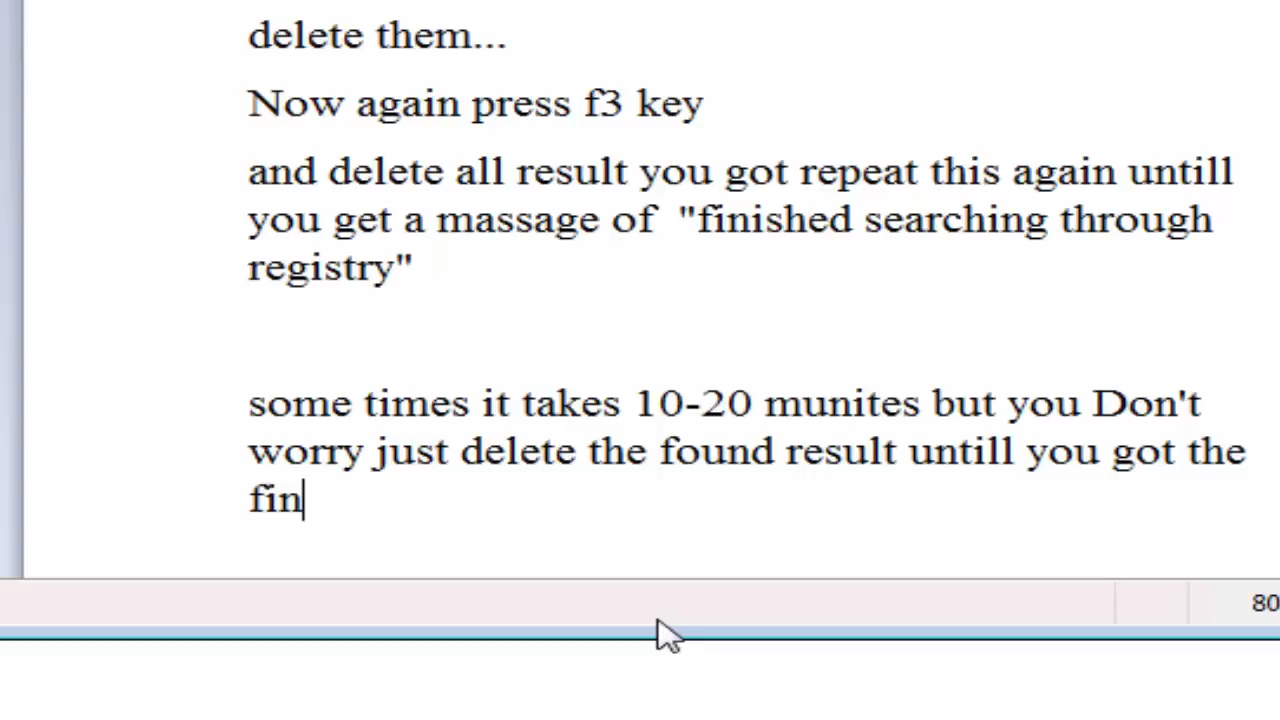 delete them...
Now again press f3 key
and delete all result you got repeat this again untill
you get a massage of  "finished searching through
registry"
some times it takes 10-20 munites but you Don't
worry just delete the found result untill you got the
fin
80